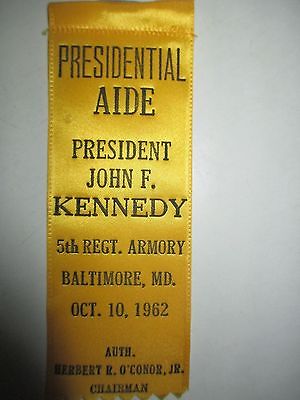 PRESIDENTIAL
AIDE
PRESIDENT
JOHN F.
KENNEDY
5th REGT. ARMORY
BALTIMORE, MD.
OCT. 10, 1962
AUTH.
HERBERT R. O'CONOR, JR.
CHAIRMAN